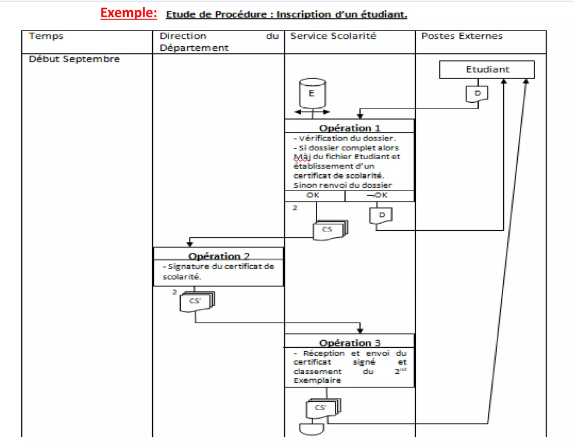 Exemple: Etude de Procédure : Inscription d'un étudiant.
Temps
Direction du
Département
Service Scolarité
Postes Externes
Début Septembre
Etudiant
D
E
Opération 1
- Vérification du dossier.
- Si dossier complet alors
Màj du fichier Etudiant et
établissement d'un
certificat de scolarité.
Sinon renvoi du dossier
OK
¬OK
2
CS
D
Opération 2
- Signature du certificat de
scolarité.
2
CS'
Opération 3
- Réception et envoi du
certificat signé et
classement du 2nd
Exemplaire
CS'